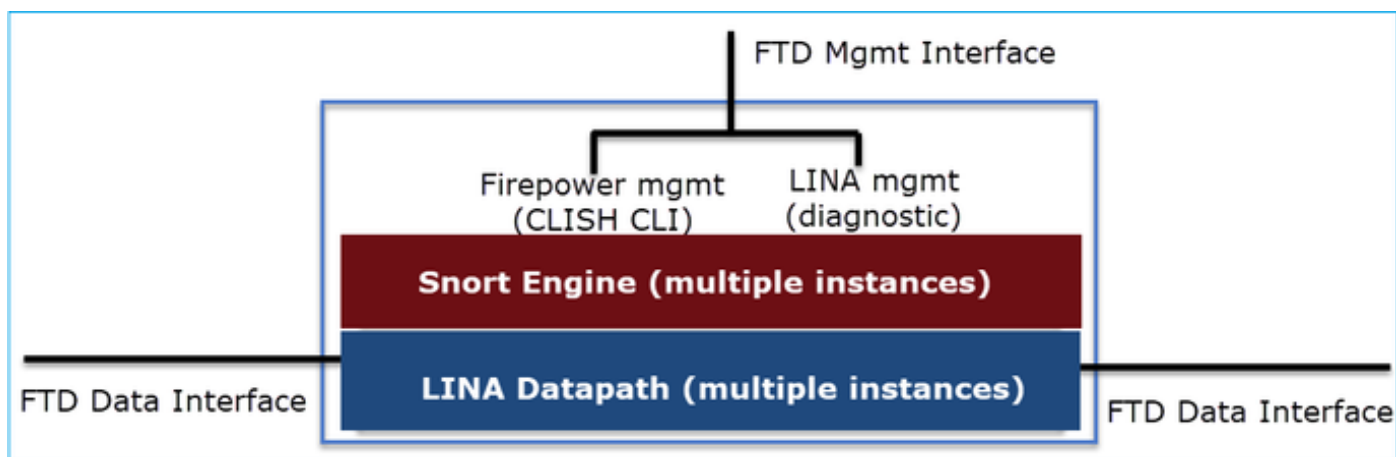 FTD Mgmt Interface
Firepower mgmt
(CLISH CLI)
LINA mgmt
(diagnostic)
Snort Engine (multiple instances)
LINA Datapath (multiple instances)
FTD Data Interface
FTD Data Interface